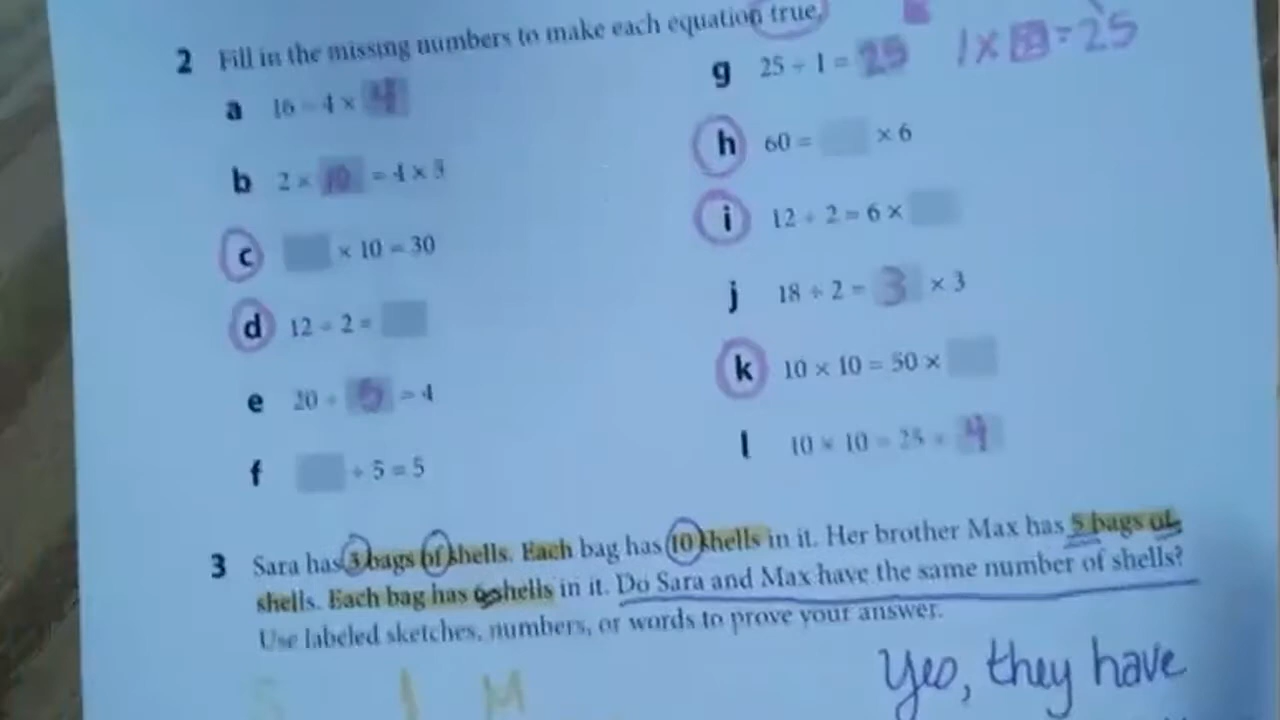 2 Fill in the missing numbers to make each equation true.
a 16 = 4 × 4
b 2 × 10 = 4 × 5
c × 10 = 30
d 12 ÷ 2 =
e 20 ÷ 5 = 4
f ÷ 5 = 5
g 25 ÷ 1 = 25 1 × = 25
h 60 = × 6
i 12 ÷ 2 = 6 ×
j 18 ÷ 2 = 3 × 3
k 10 × 10 = 50 ×
l 10 × 10 = 25 × 4
3 Sara has 3 bags of shells. Each bag has 10 shells in it. Her brother Max has 5 bags of
shells. Each bag has 6 shells in it. Do Sara and Max have the same number of shells?
Use labeled sketches, numbers, or words to prove your answer.
S M
Yes, they have